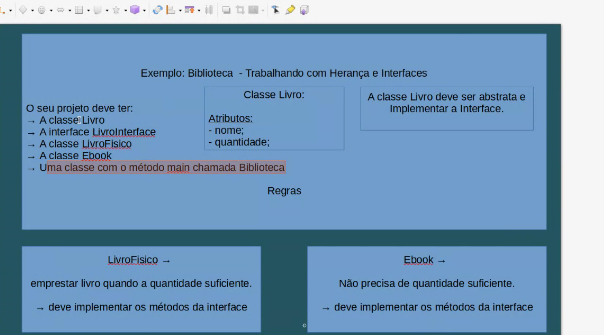 Exemplo: Biblioteca - Trabalhando com Herança e Interfaces
O seu projeto deve ter:
→ A classe Livro
→ A interface LivroInterface
→ A classe LivroFisico
→ A classe Ebook
→ Uma classe com o método main chamada Biblioteca
Classe Livro:
Atributos:
- nome;
- quantidade;
A classe Livro deve ser abstrata e
Implementar a Interface.
Regras
LivroFisico →
emprestar livro quando a quantidade suficiente.
→ deve implementar os métodos da interface
Ebook →
Não precisa de quantidade suficiente.
→ deve implementar os métodos da interface